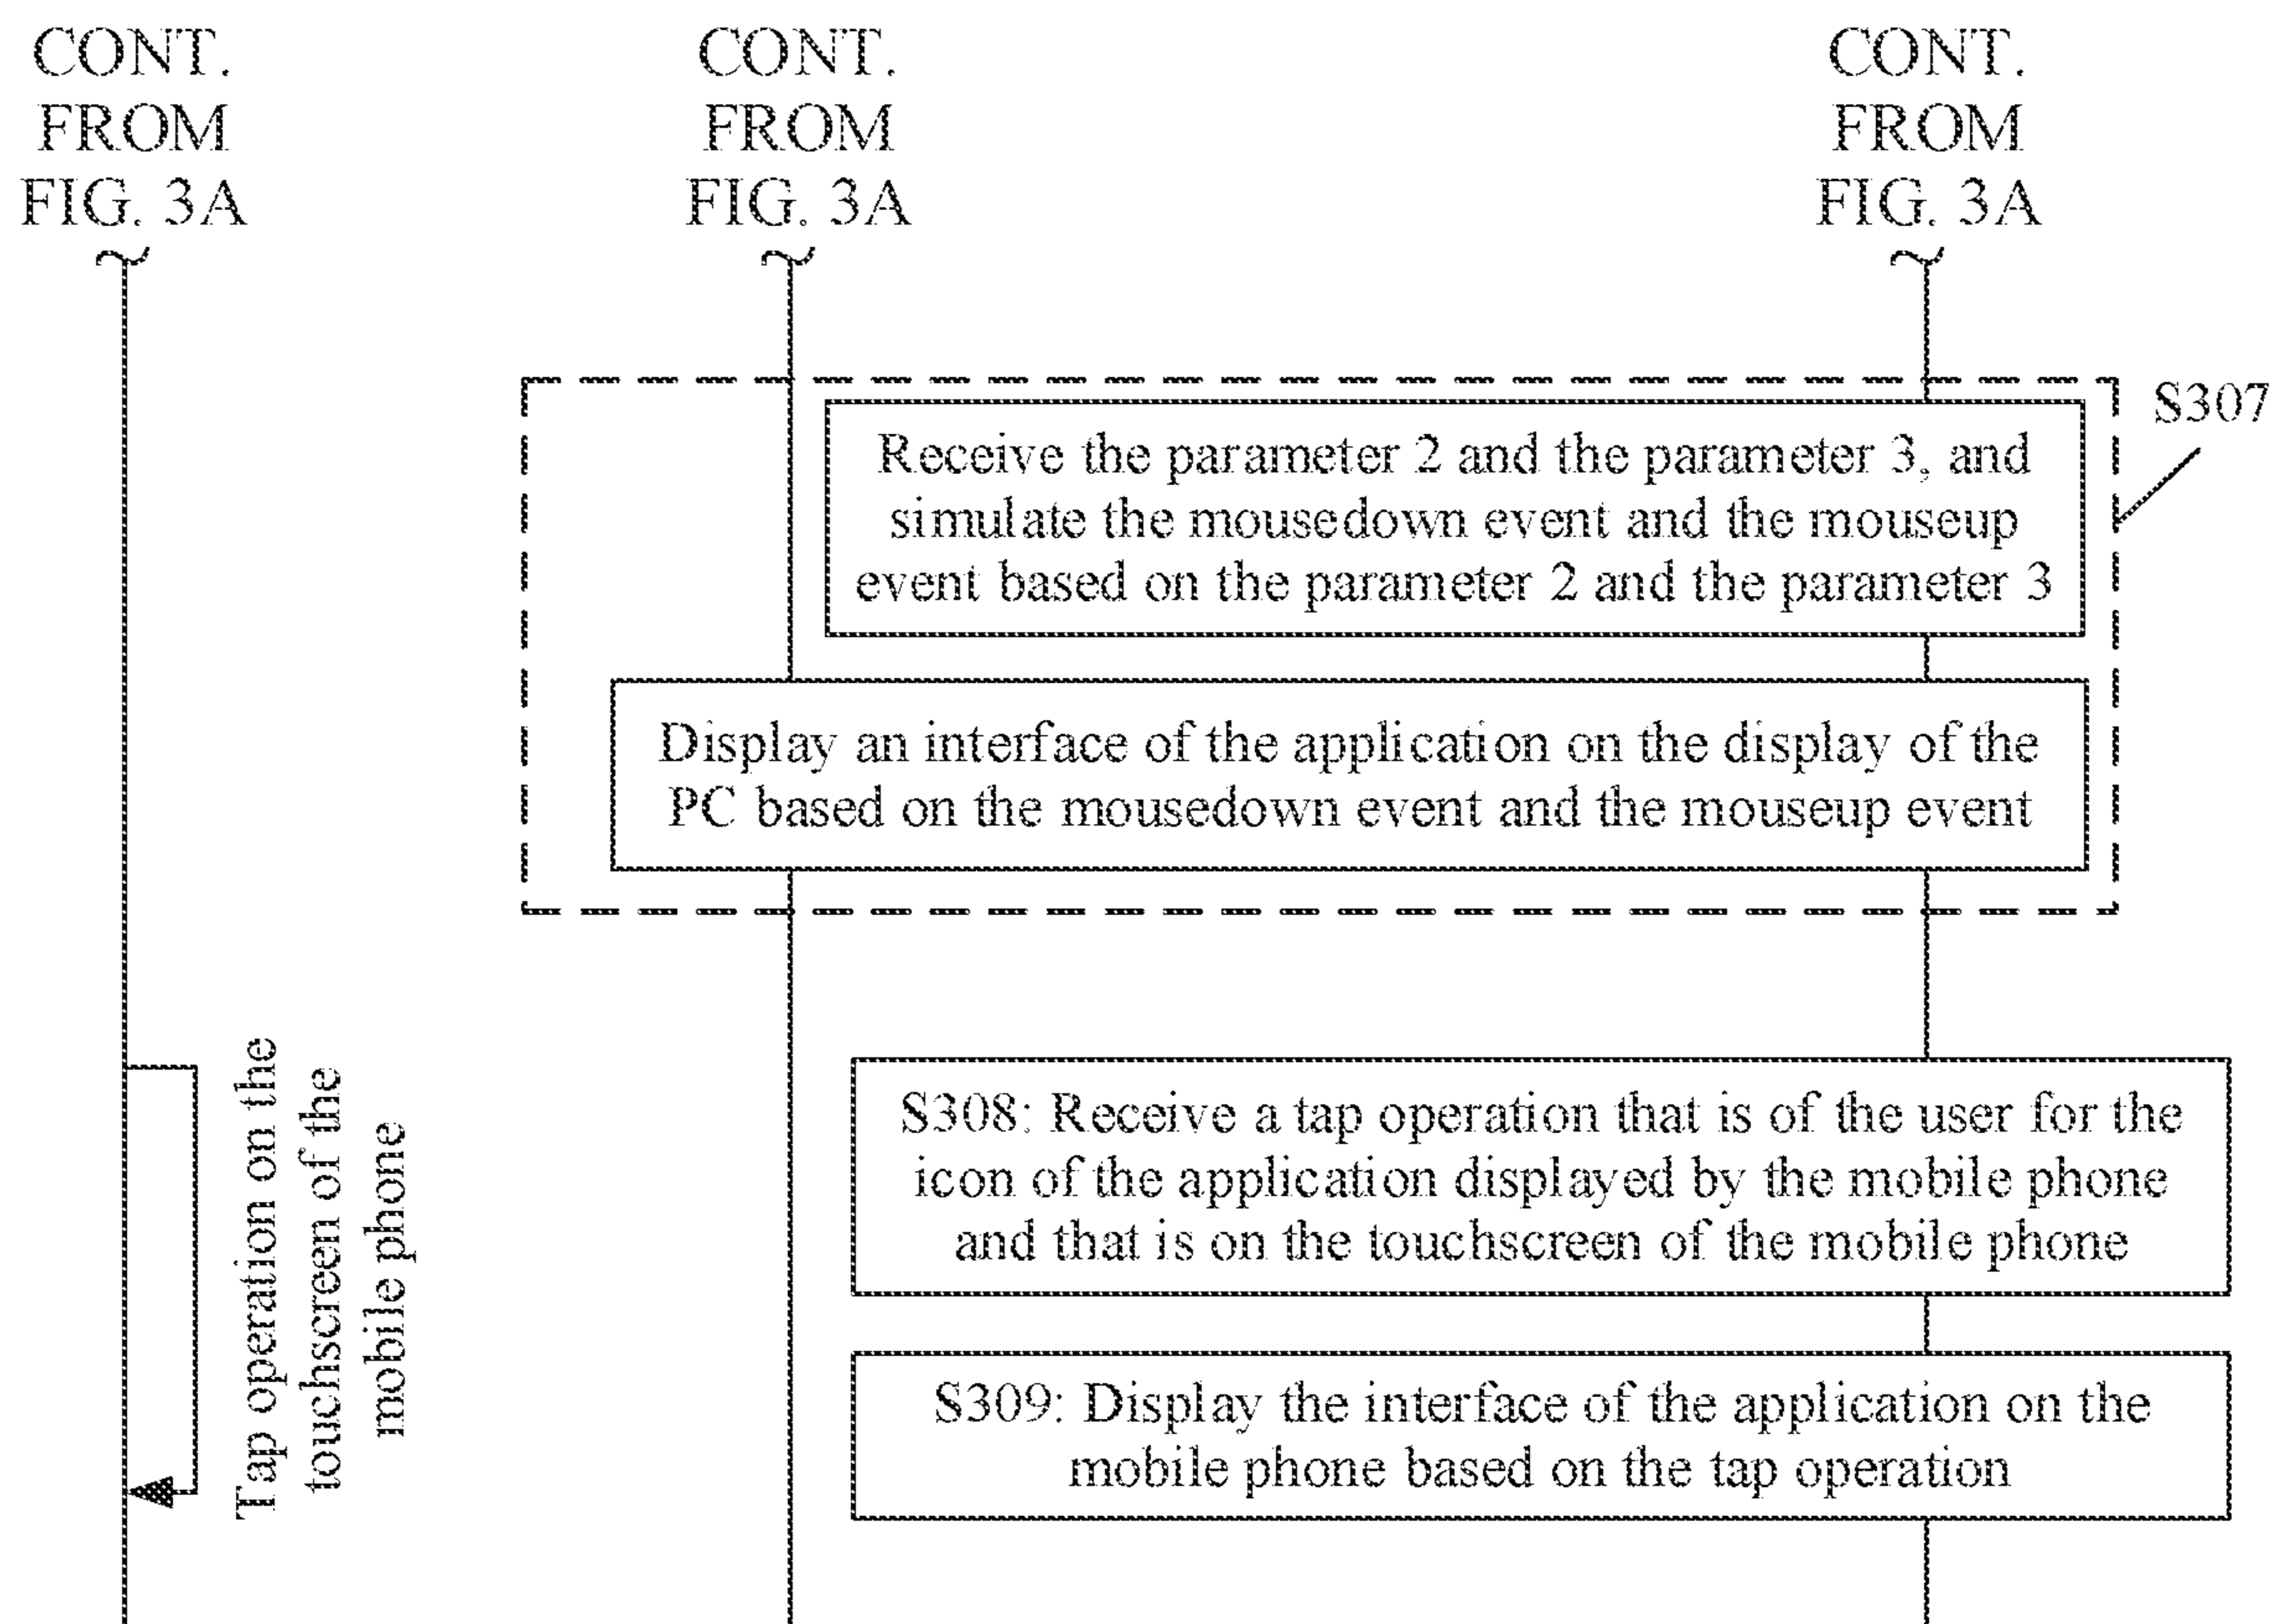 CONT.
FROM
FIG. 3A
CONT.
FROM
FIG. 3A
CONT.
FROM
FIG. 3A
S307
Receive the parameter 2 and the parameter 3, and
simulate the mousedown event and the mouseup
event based on the parameter 2 and the parameter 3
Display an interface of the application on the display of the
PC based on the mousedown event and the mouseup event
Tap operation on the
touchscreen of the
mobile phone
S308: Receive a tap operation that is of the user for the
icon of the application displayed by the mobile phone
and that is on the touchscreen of the mobile phone
S309: Display the interface of the application on the
mobile phone based on the tap operation